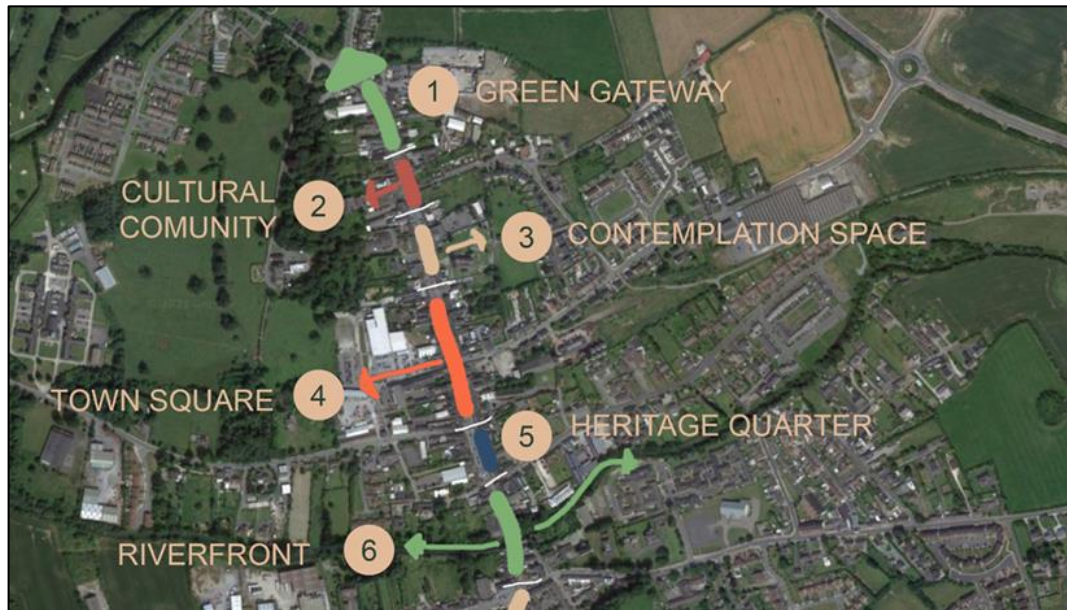 1 GREEN GATEWAY
CULTURAL
COMUNITY
2
3 CONTEMPLATION SPACE
TOWN SQUARE 4
5 HERITAGE QUARTER
RIVERFRONT 6